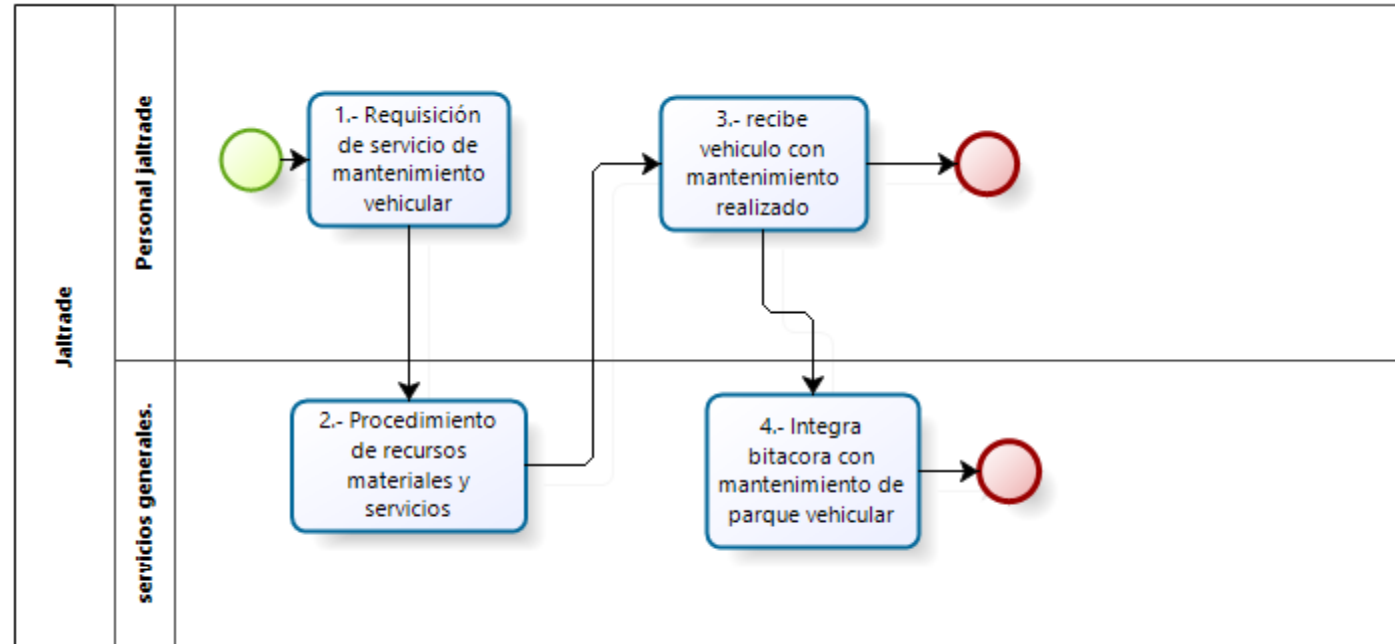 Jaltrade
Personal jaltrade
1.- Requisición
de servicio de
mantenimiento
vehicular
3.- recibe
vehiculo con
mantenimiento
realizado
servicios generales.
2.- Procedimiento
de recursos
materiales y
servicios
4.- Integra
bitacora con
mantenimiento de
parque vehicular